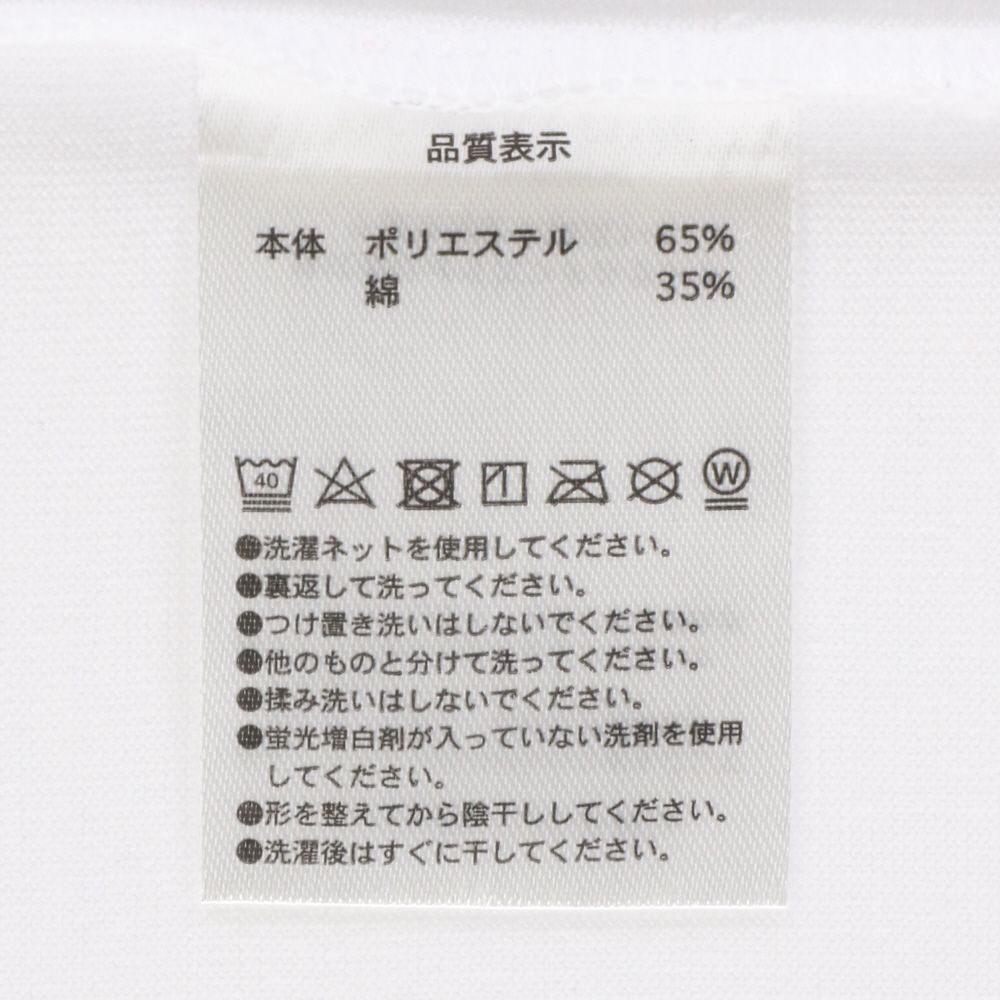 品質表示
本体 ポリエステル 65%
綿 35%
40 W
●洗濯ネットを使用してください。
●裏返して洗ってください。
●つけ置き洗いはしないでください。
●他のものと分けて洗ってください。
●揉み洗いはしないでください。
●蛍光増白剤が入っていない洗剤を使用
してください。
●形を整えてから陰干ししてください。
●洗濯後はすぐに干してください。